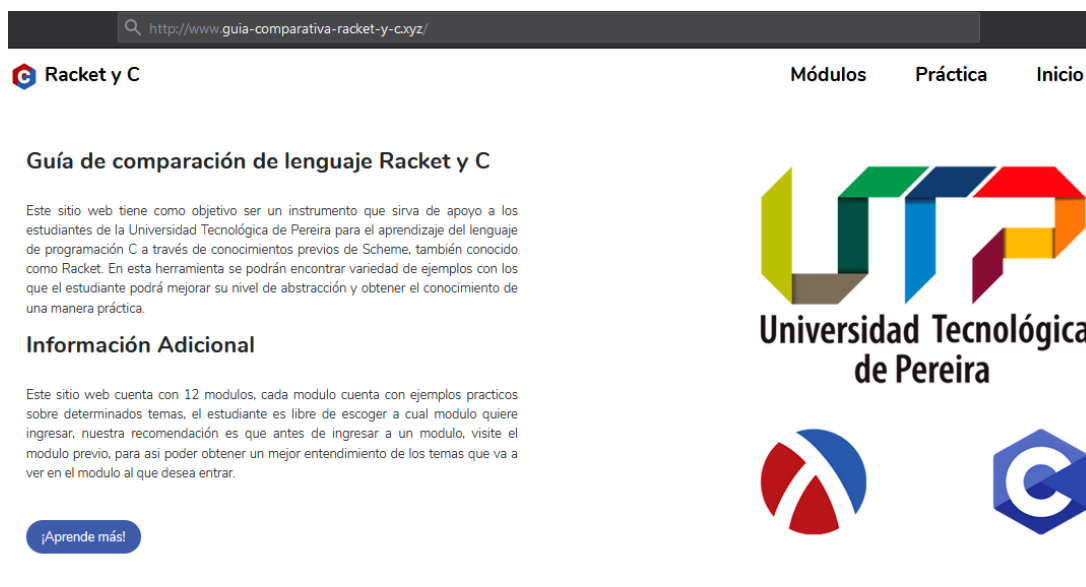 http://www.guia-comparativa-racket-y-c.xyz/
C Racket y C
Módulos Práctica Inicio
Guía de comparación de lenguaje Racket y C
Este sitio web tiene como objetivo ser un instrumento que sirva de apoyo a los
estudiantes de la Universidad Tecnológica de Pereira para el aprendizaje del lenguaje
de programación C a través de conocimientos previos de Scheme, también conocido
como Racket. En esta herramienta se podrán encontrar variedad de ejemplos con los
que el estudiante podrá mejorar su nivel de abstracción y obtener el conocimiento de
una manera práctica.
Información Adicional
Este sitio web cuenta con 12 modulos, cada modulo cuenta con ejemplos practicos
sobre determinados temas, el estudiante es libre de escoger a cual modulo quiere
ingresar, nuestra recomendación es que antes de ingresar a un modulo, visite el
modulo previo, para asi poder obtener un mejor entendimiento de los temas que va a
ver en el modulo al que desea entrar.
¡Aprende más!
UTP
Universidad Tecnológica
de Pereira
C